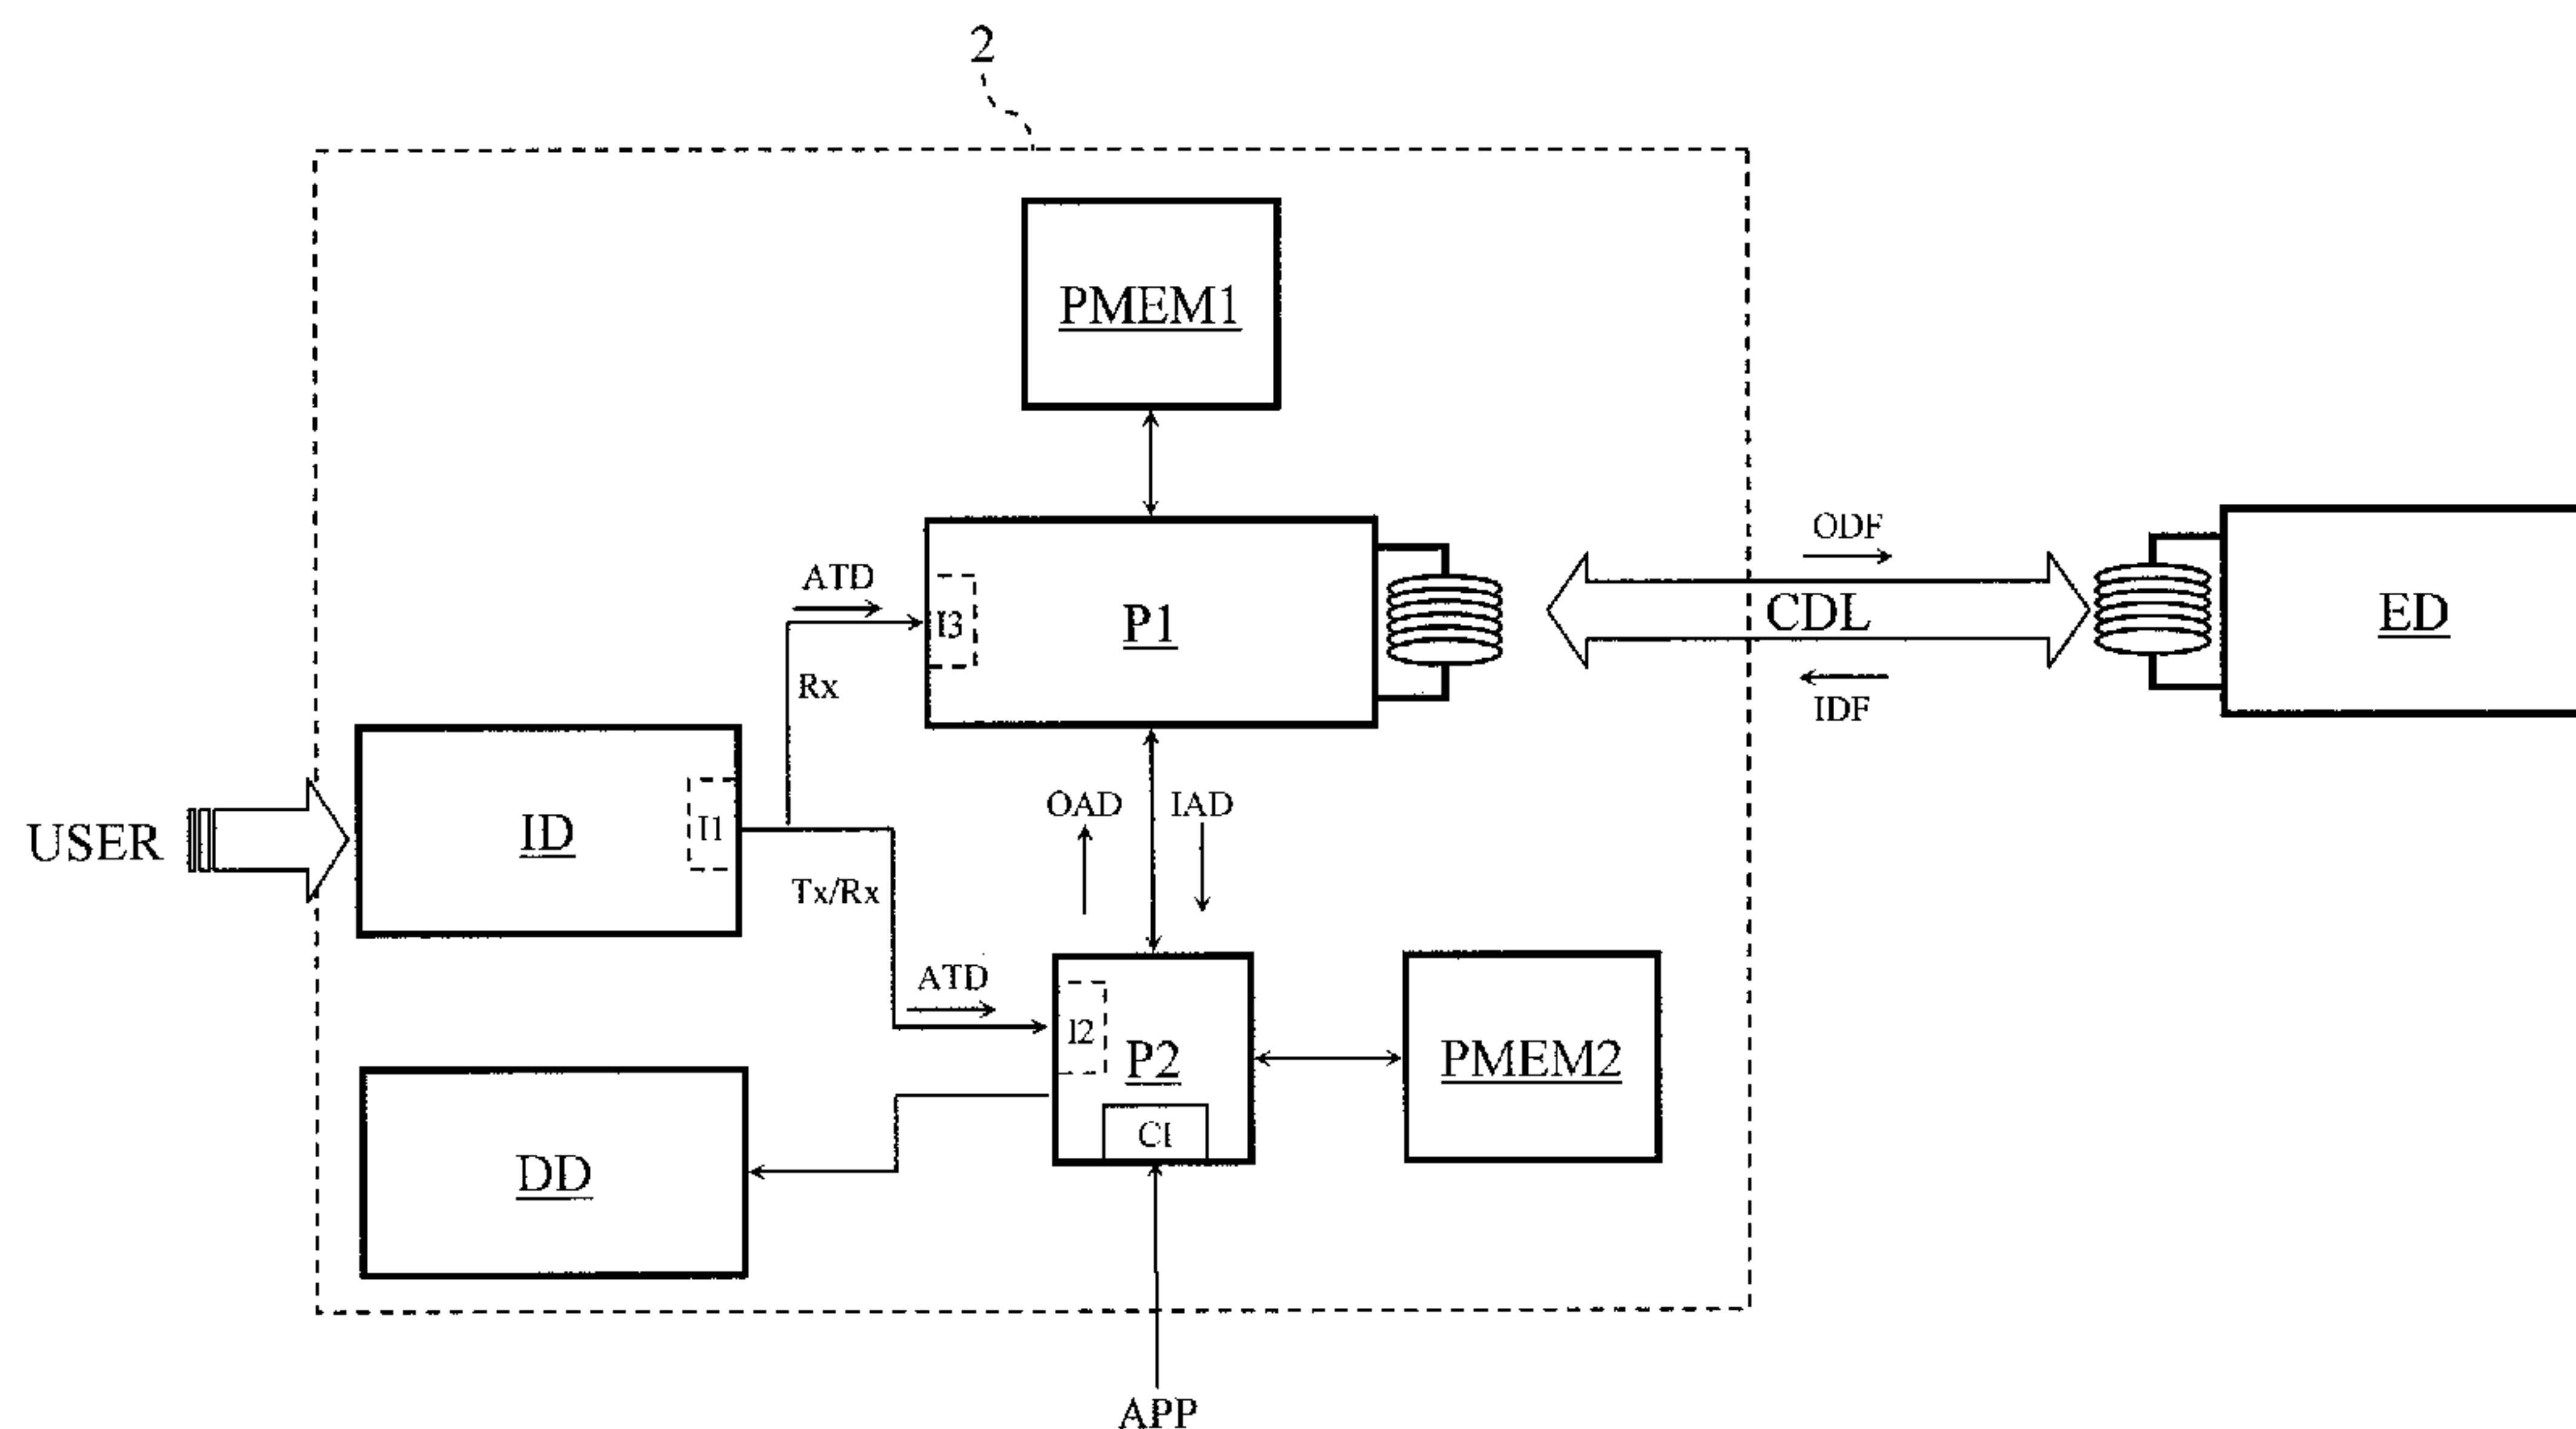 2
PMEM1
ODF
ATD
I3
P1
CDL
ED
Rx
IDF
OAD
IAD
USER
ID
I1
Tx/Rx
ATD
I2
P2
PMEM2
CI
DD
APP